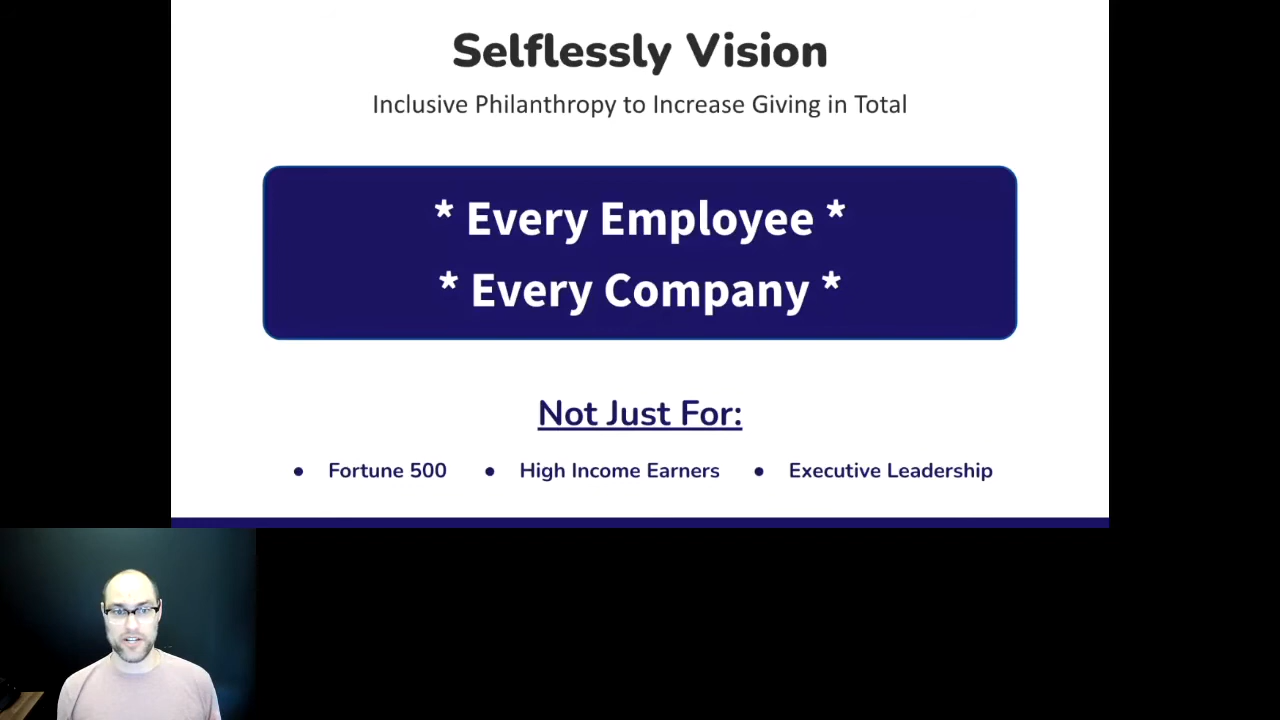 Selflessly Vision
Inclusive Philanthropy to Increase Giving in Total
* Every Employee *
* Every Company *
Not Just For:
● Fortune 500 ● High Income Earners ● Executive Leadership